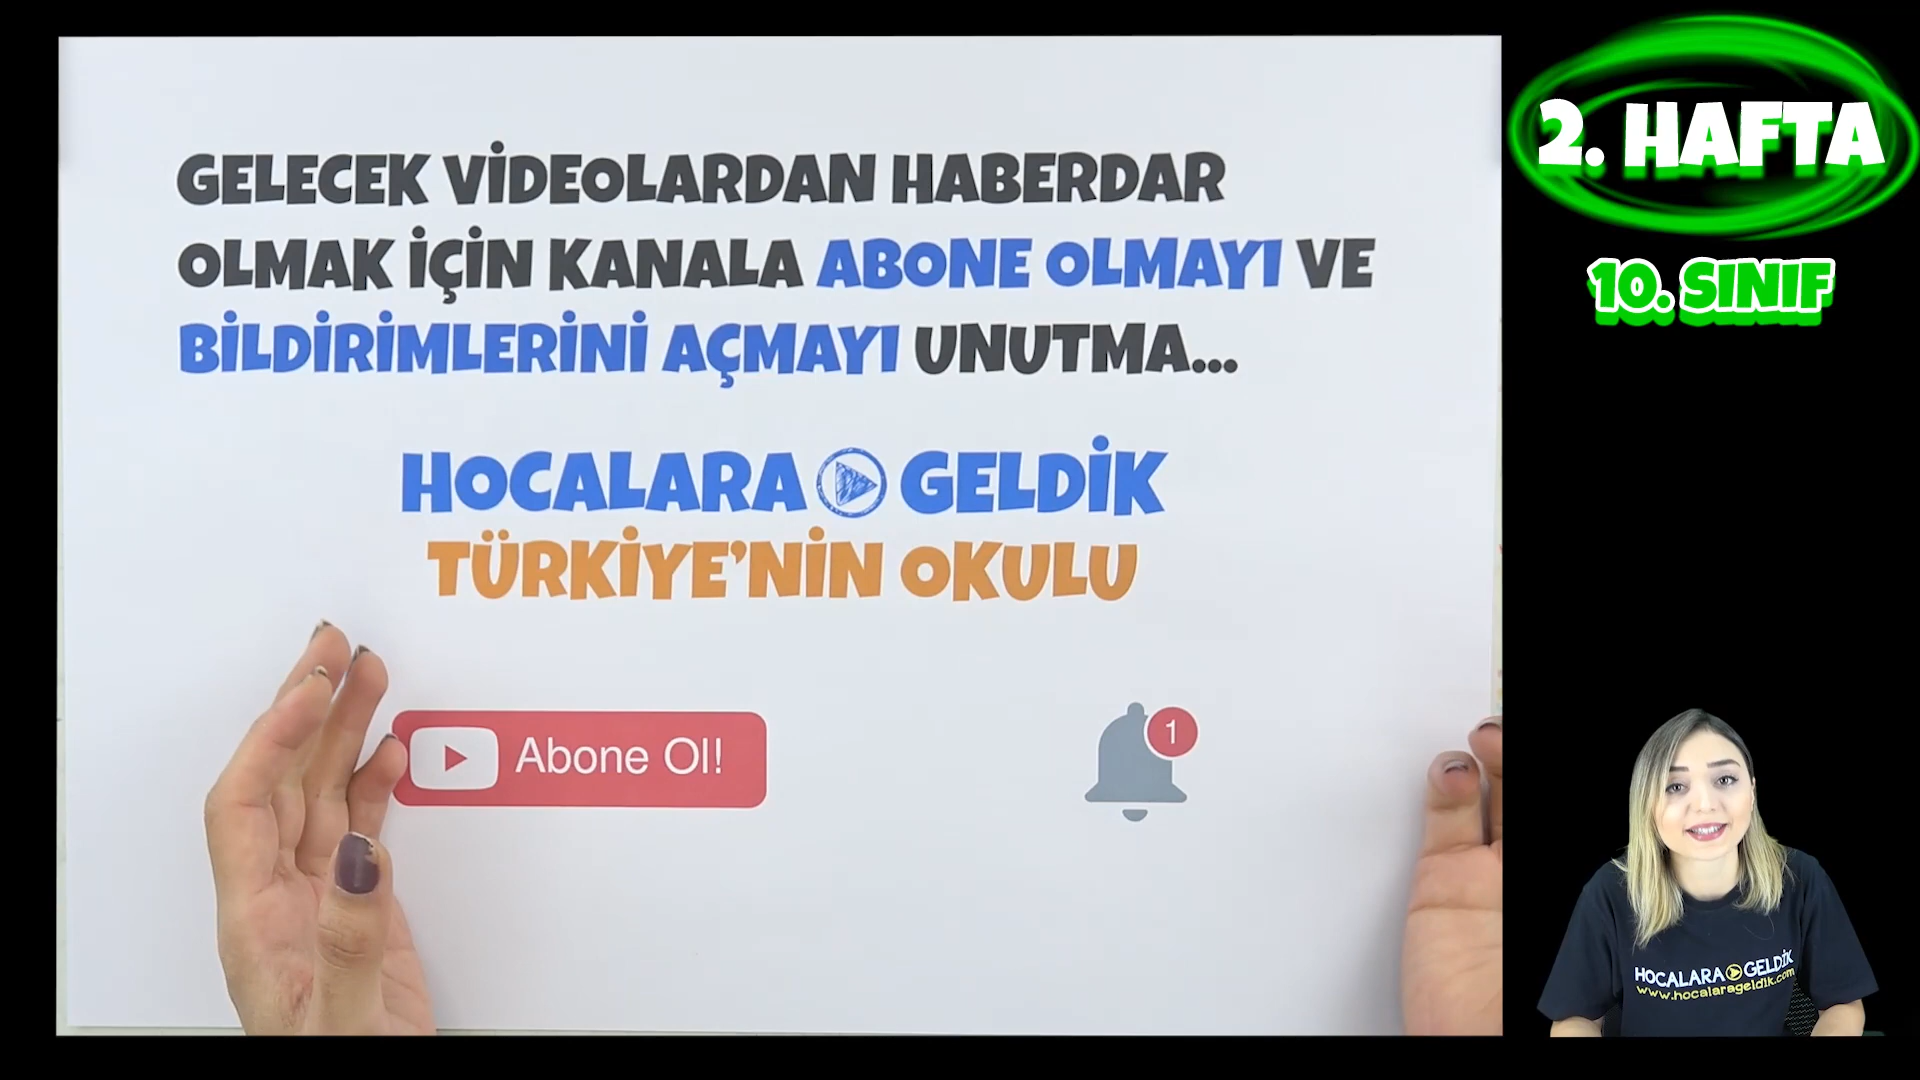 GELECEK VİDEOLARDAN HABERDAR
OLMAK İÇİN KANALA ABONE OLMAYI VE
BİLDİRİMLERİNİ AÇMAYI UNUTMA...
HOCALARA GELDİK
TÜRKİYE'NİN OKULU
Abone Ol!
1
2. HAFTA
10. SINIF
HOCALARA GELDİK
www.hocalarageldik.com